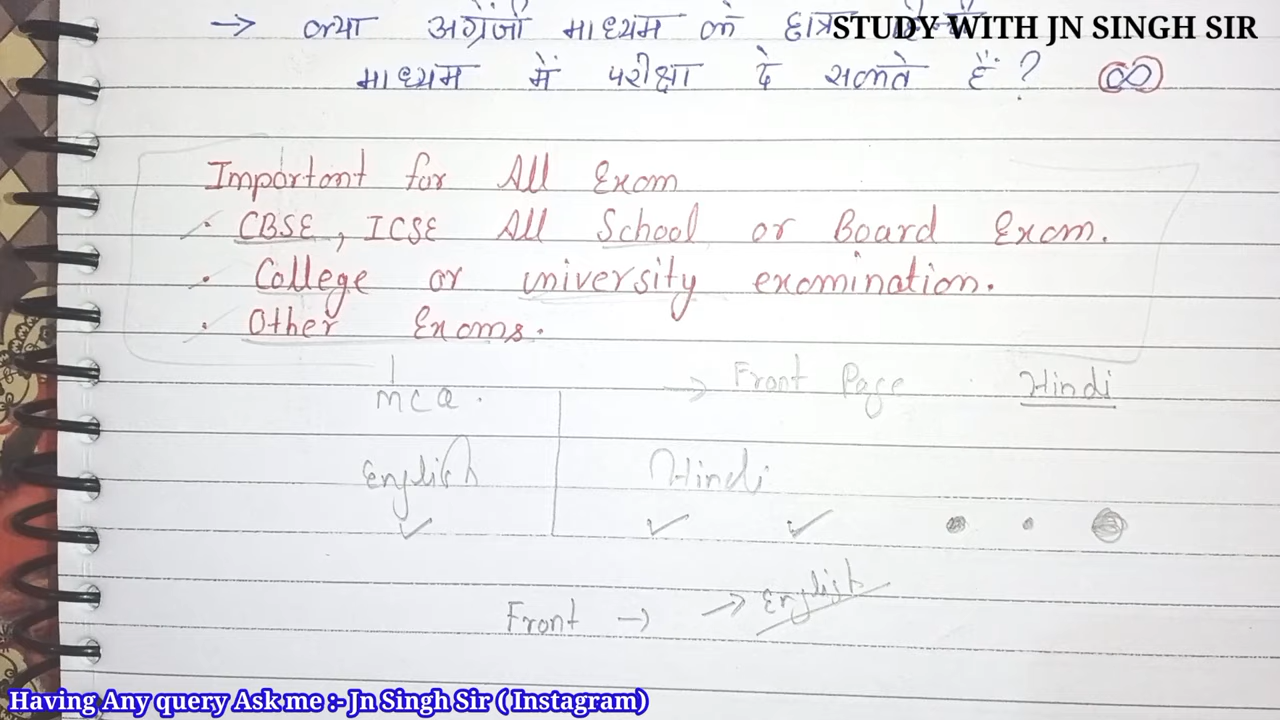 → क्या अंग्रेजी माध्यम के छात्र
STUDY WITH JN SINGH SIR
माध्यम में परीक्षा दे सकते हैं ?
Important for All Exam
• CBSE, ICSE All School or Board Exam.
• College or university examination.
• Other Exams.
MCQ. → Front Page Hindi
English Hindi
Front → → English
Having Any query Ask me :- Jn Singh Sir ( Instagram)